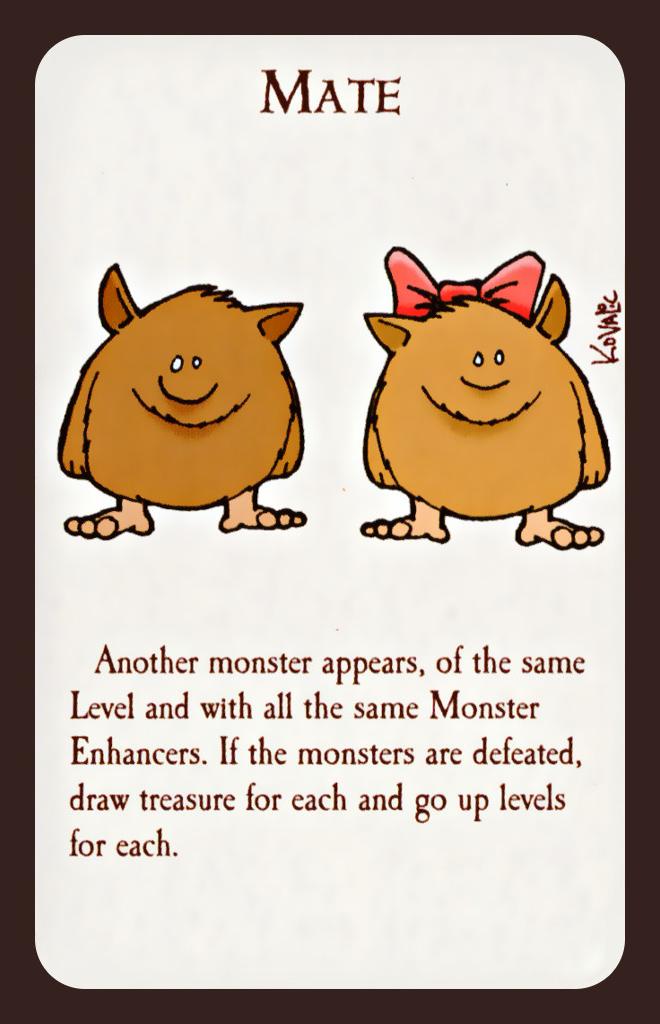 MATE
KOVALIC
Another monster appears, of the same
Level and with all the same Monster
Enhancers. If the monsters are defeated,
draw treasure for each and go up levels
for each.